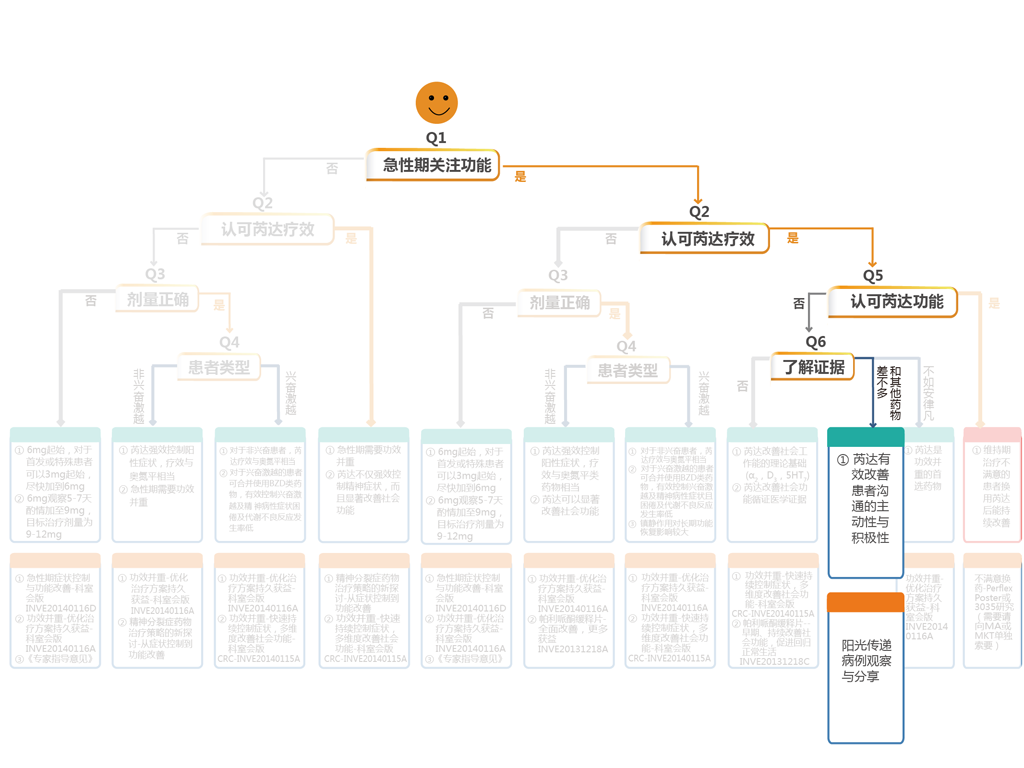 Q1
急性期关注功能
否
是
Q2
认可芮达疗效
否
是
Q3
剂量正确
否
是
Q4
患者类型
非兴奋激越
兴奋激越
Q2
认可芮达疗效
否
是
Q3
剂量正确
否
是
Q4
患者类型
非兴奋激越
兴奋激越
Q5
认可芮达功能
否
是
Q6
了解证据
否
和其他药物
差不多
不如安律凡
① 6mg起始，对于
首发或特殊患者
可以3mg起始，
尽快加到6mg
② 6mg观察5-7天
酌情加至9mg，
目标治疗剂量为
9-12mg
① 芮达强效控制阳
性症状，疗效与
奥氮平相当
② 急性期需要功效
并重
① 对于非兴奋患者，芮
达疗效与奥氮平相当
② 对于兴奋激越的患者
可合并使用BZD类药
物，有效控制兴奋激
越及精 神病性症状困
倦及代谢不良反应发
生率低
① 急性期需要功效
并重
② 芮达不仅强效控
制精神症状，而
且显著改善社会
功能
① 6mg起始，对于
首发或特殊患者
可以3mg起始，
尽快加到6mg
② 6mg观察5-7天
酌情加至9mg，
目标治疗剂量为
9-12mg
① 芮达强效控制
阳性症状，疗
效与奥氮平类
药物相当
② 芮达可以显著
改善社会功能
① 对于非兴奋患者，芮
达疗效与奥氮平相当
② 对于兴奋激越的患者
可合并使用BZD类药
物，有效控制兴奋激
越及精神病性症状目
困倦及代谢不良反应
发生率低
③ 镇静作用对长期功能
恢复影响较大
① 芮达改善社会工
作能的理论基础
② 芮达改善社会功
能循证医学证据
① 芮达有
效改善
患者沟
通的主
动性与
积极性
① 芮达是
功效并
重的首
选药物
① 维持期
治疗不
满意的
患者换
用芮达
后能持
续改善
① 急性期症状控制
与功能改善-科室
会版
INVE20140116D
② 功效并重-优化治
疗方案持久获益-
科室会版
INVE20140116A
③《专家指导意见》
① 功效并重-优化
治疗方案持久
获益-科室会版
INVE20140116A
② 精神分裂症药物
治疗策略的新探
讨-从症状控制到
功能改善
① 功效并重-优化治
疗方案持久获益-
科室会版
INVE20140116A
② 功效并重-快速持
续控制症状，多维
度改善社会功
能-科室会版
CRC-INVE20140115A
① 精神分裂症药物
治疗策略的新探
讨-从症状控制到
功能改善
② 功效并重-快速
持续控制症状，
多维度改善社会
功能-科室会版
CRC-INVE20140115A
① 急性期症状控制
与功能改善-科室
会版
INVE20140116D
② 功效并重-优化治
疗方案持久获益-
科室会版
INVE20140116A
③《专家指导意见》
① 功效并重-优化治
疗方案持久获益-
科室会版
INVE20140116A
② 帕利哌酮缓释片-
全面改善，更多
获益
INVE20131218A
① 功效并重-优化治
疗方案持久获益-
科室会版
INVE20140116A
② 功效并重-快速持
续控制症状，多
维度改善社会功
能-科室会版
CRC-INVE20140115A
① 功效并重-快速持
续控制症状，多
维度改善社会功
能-科室会版
CRC-INVE20140115A
② 帕利哌酮缓释片--
早期、持续改善社
会功能，促进回归
正常生活
INVE20131218C
阳光传递
病例观察
与分享
功效并重-
优化治
疗方案持久
获益-科
室会版
INVE2014
0116A
不满意换
药-Perflex
Poster或
3035研究
（需要请
问MA或
MKT单独
索要）